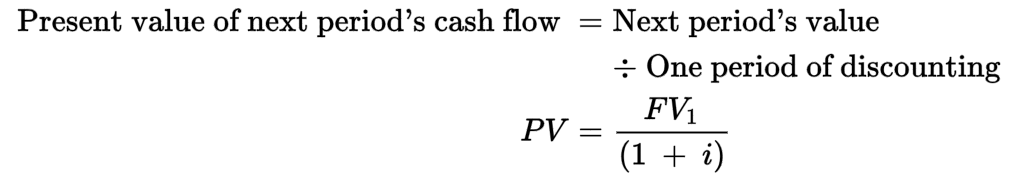 Present value of next period’s cash flow = Next period’s value
÷ One period of discounting
PV = FV₁ / (1 + i)